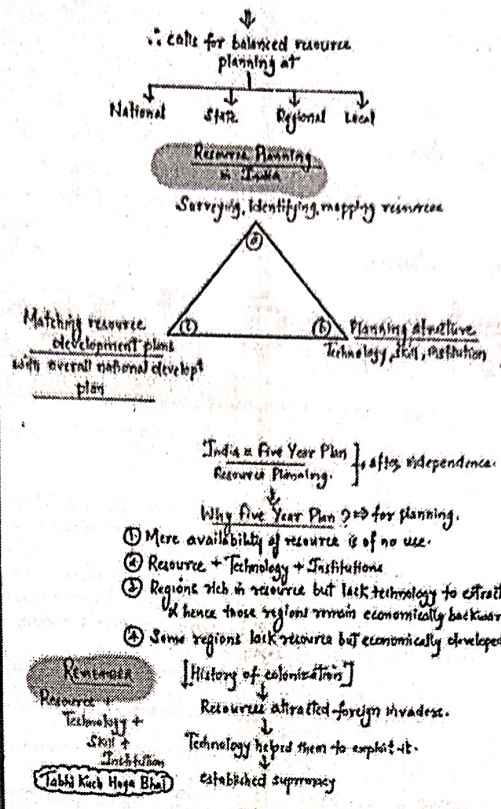 ∴ calls for balanced resource
planning at
National State Regional Local
Resource Planning
in India
Surveying, identifying, mapping resources
(a)
(c) (b)
Matching resource
development plans
with overall national developt
plan
Planning structure
Technology, skill, institution
India = Five Year Plan
Resource Planning.
after independence.
Why Five Year Plan ?⇒ for planning.
① Mere availability of resource is of no use.
② Resource + Technology + Institutions
③ Regions rich in resource but lack technology to extract
& hence those regions remain economically backwar
④ Some regions lack resource but economically developed
REMEMBER
Resource +
Technology +
Skill +
Institution
Tabhi Kuch Hoga Bhai
[History of colonization]
Resources attracted foreign invaders.
Technology helped them to exploit it.
established suprmacy